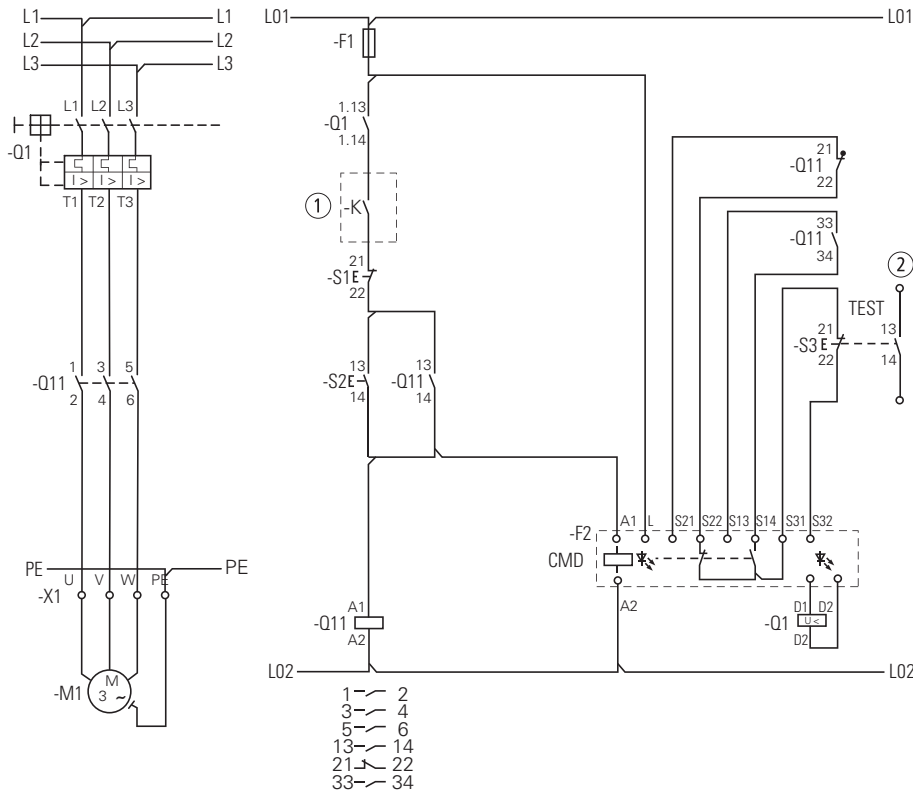 L1 L1
L2 L2
L3 L3
L1 L2 L3
-Q1
I > I > I >
T1 T2 T3
1 3 5
-Q11
2 4 6
PE PE
U V W PE
-X1
M
3 ~
-M1
L01 L01
-F1
1.13
-Q1
1.14
1 -K
21
-S1 E
22
13 13
-S2 E -Q11
14 14
A1
-Q11
A2
L02 L02
21
-Q11
22
33
-Q11
34
2
TEST
21 13
-S3 E
22 14
-F2 A1 L S21 S22 S13 S14 S31 S32
CMD
A2
D1 D2
-Q1 U <
D2
1 2
3 4
5 6
13 14
21 22
33 34